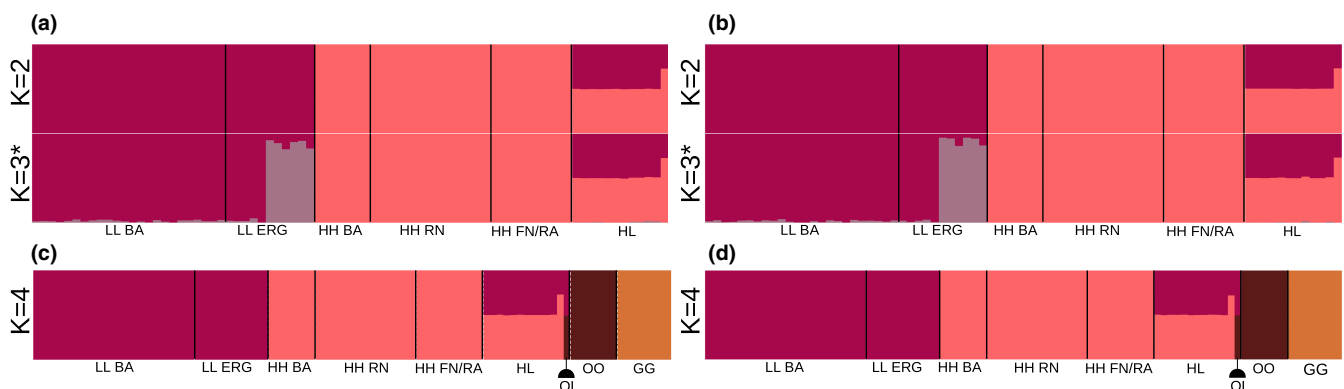 (a) (b)
K=2 K=2
K=3* K=3*
LL BA LL ERG HH BA HH RN HH FN/RA HL LL BA LL ERG HH BA HH RN HH FN/RA HL
(c) (d)
K=4 K=4
LL BA LL ERG HH BA HH RN HH FN/RA HL OO GG LL BA LL ERG HH BA HH RN HH FN/RA HL OO GG
OL OL